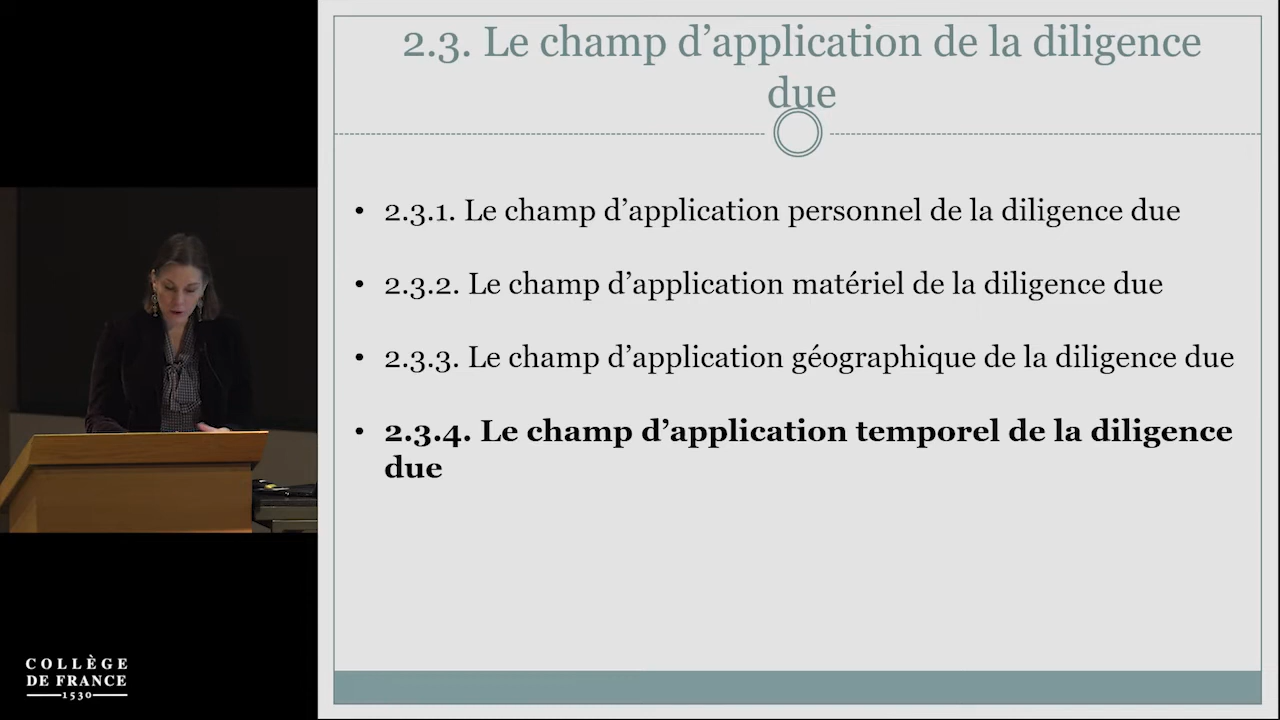 2.3. Le champ d’application de la diligence
due
• 2.3.1. Le champ d’application personnel de la diligence due
• 2.3.2. Le champ d’application matériel de la diligence due
• 2.3.3. Le champ d’application géographique de la diligence due
• 2.3.4. Le champ d’application temporel de la diligence
due
COLLÈGE
DE FRANCE
1530